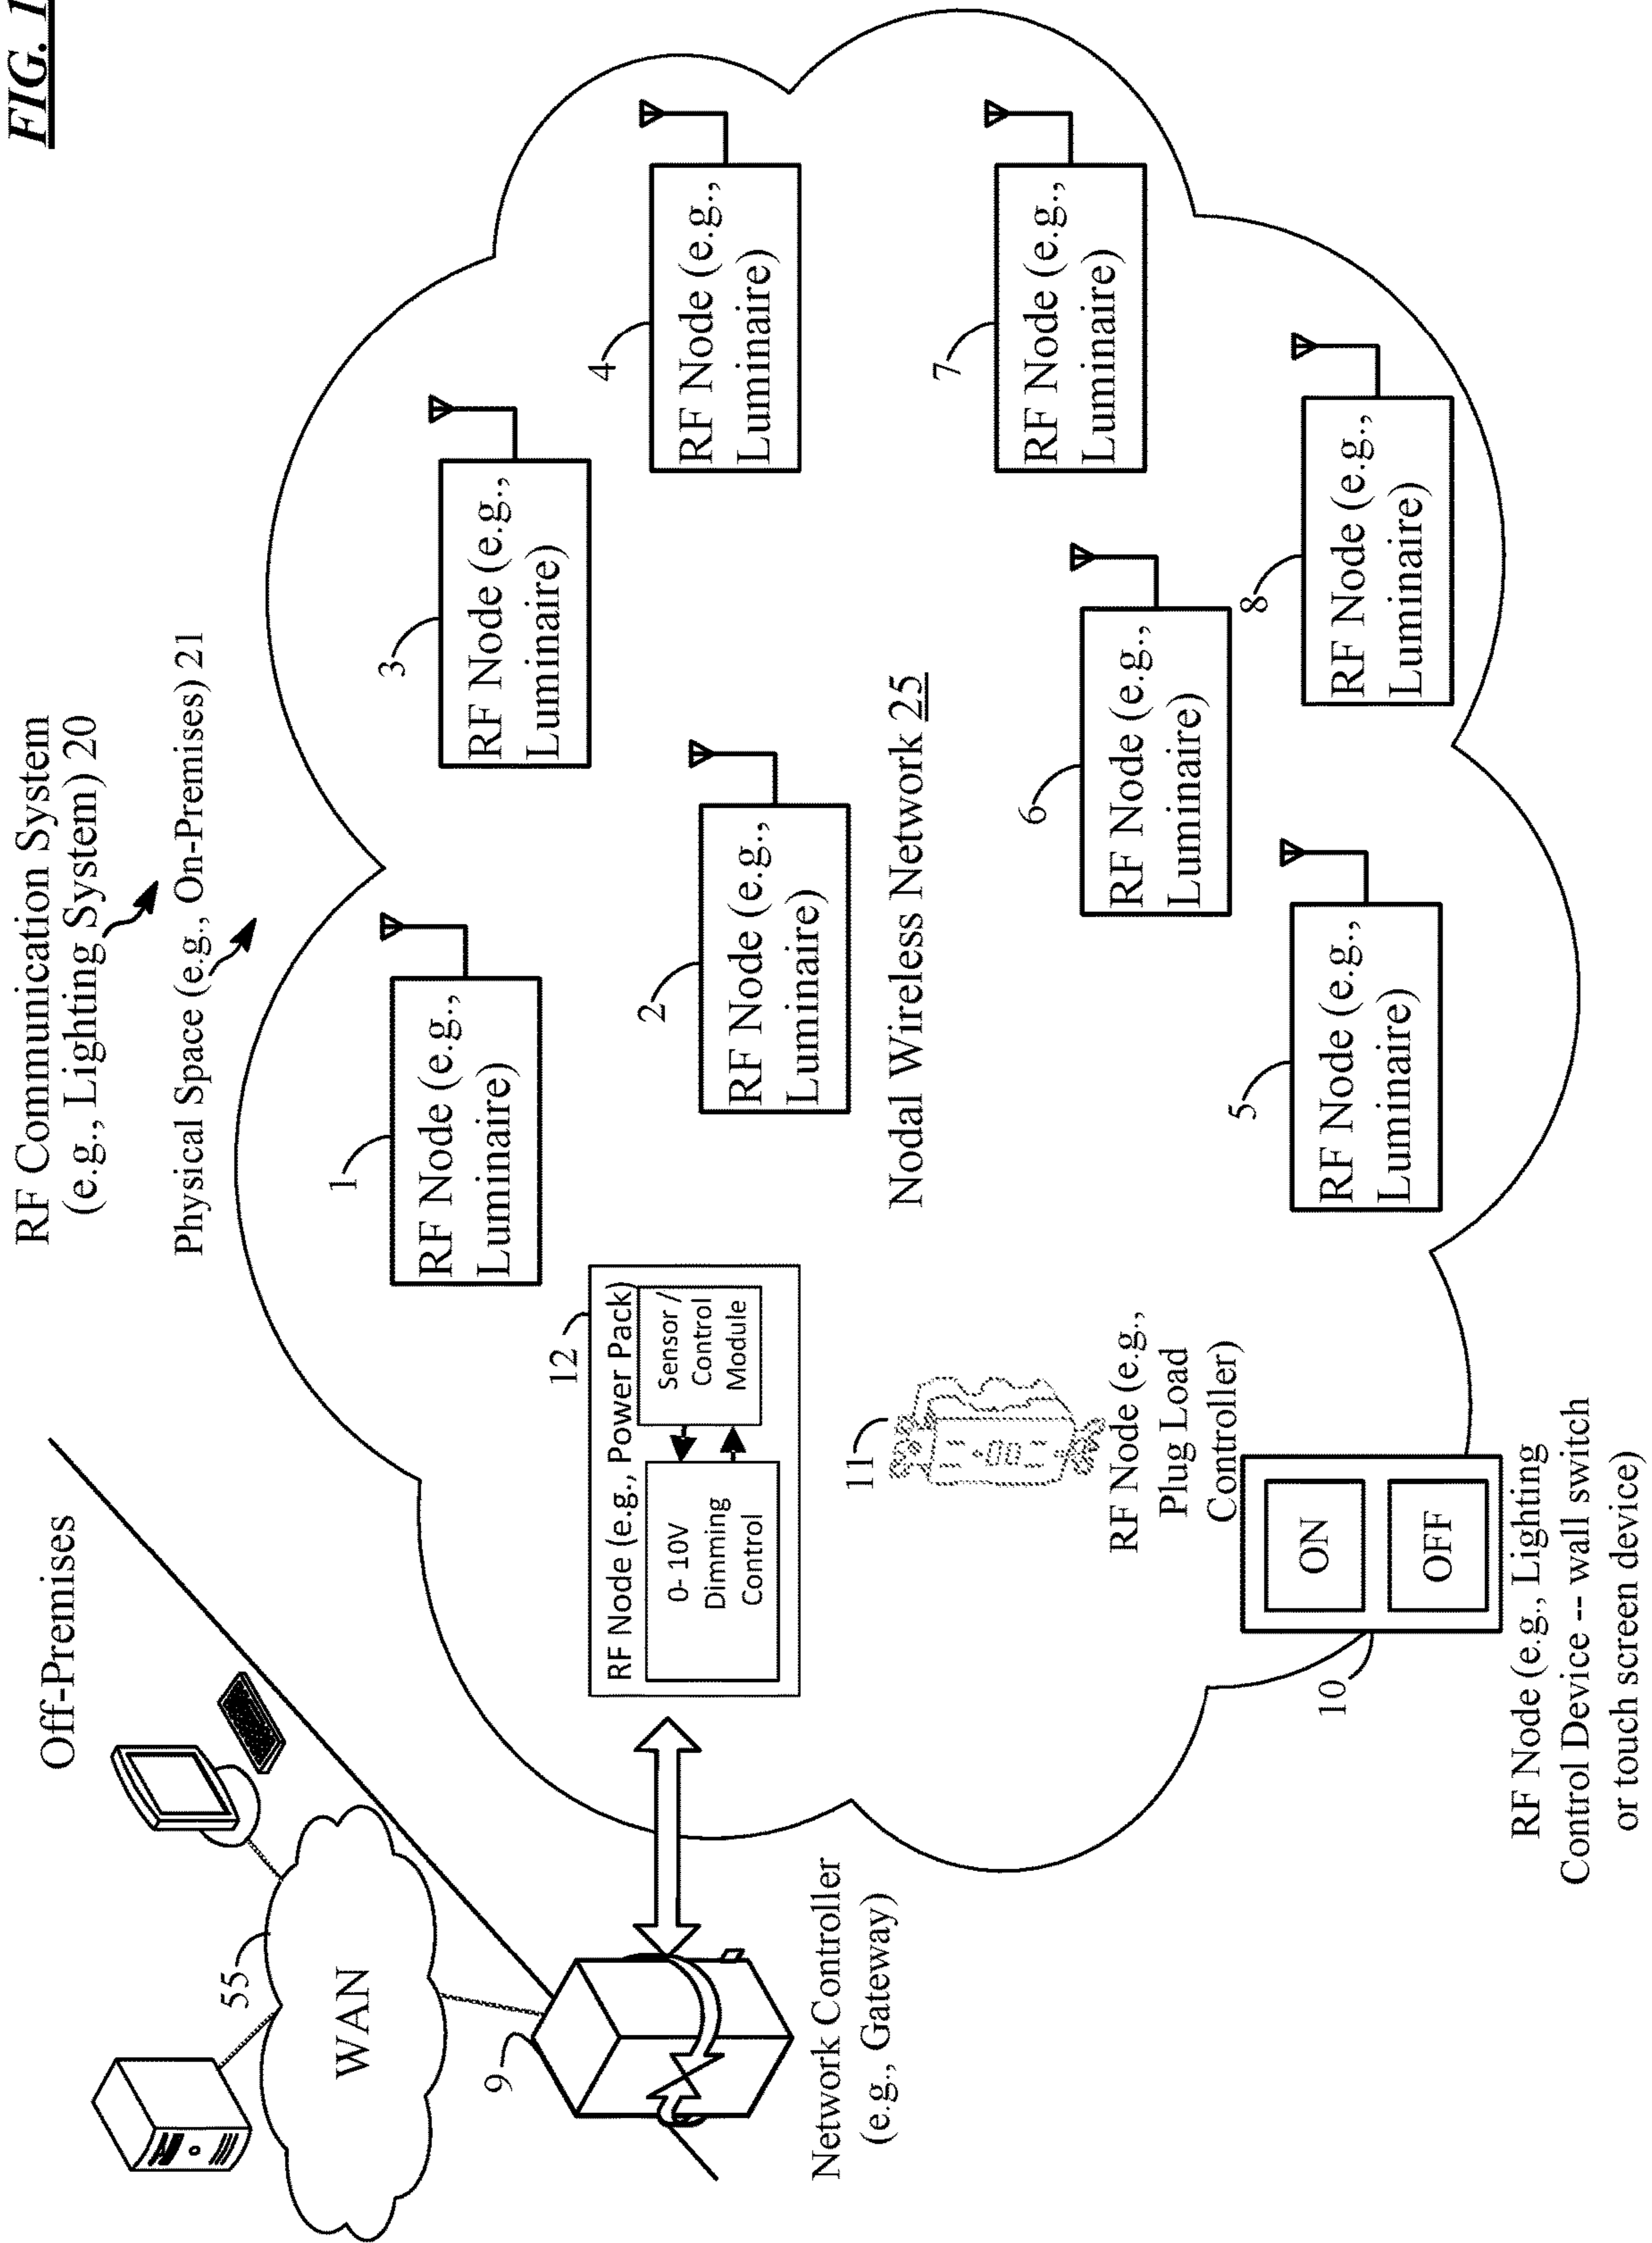 FIG. 1
RF Communication System
(e.g., Lighting System) 20
Physical Space (e.g., On-Premises) 21
Off-Premises
55
WAN
9
Network Controller
(e.g., Gateway)
12
RF Node (e.g., Power Pack)
0-10V
Dimming
Control
Sensor /
Control
Module
1
RF Node (e.g.,
Luminaire)
2
RF Node (e.g.,
Luminaire)
3
RF Node (e.g.,
Luminaire)
4
RF Node (e.g.,
Luminaire)
Nodal Wireless Network 25
11
RF Node (e.g.,
Plug Load
Controller)
5
RF Node (e.g.,
Luminaire)
6
RF Node (e.g.,
Luminaire)
7
RF Node (e.g.,
Luminaire)
8
RF Node (e.g.,
Luminaire)
10
ON
OFF
RF Node (e.g., Lighting
Control Device -- wall switch
or touch screen device)